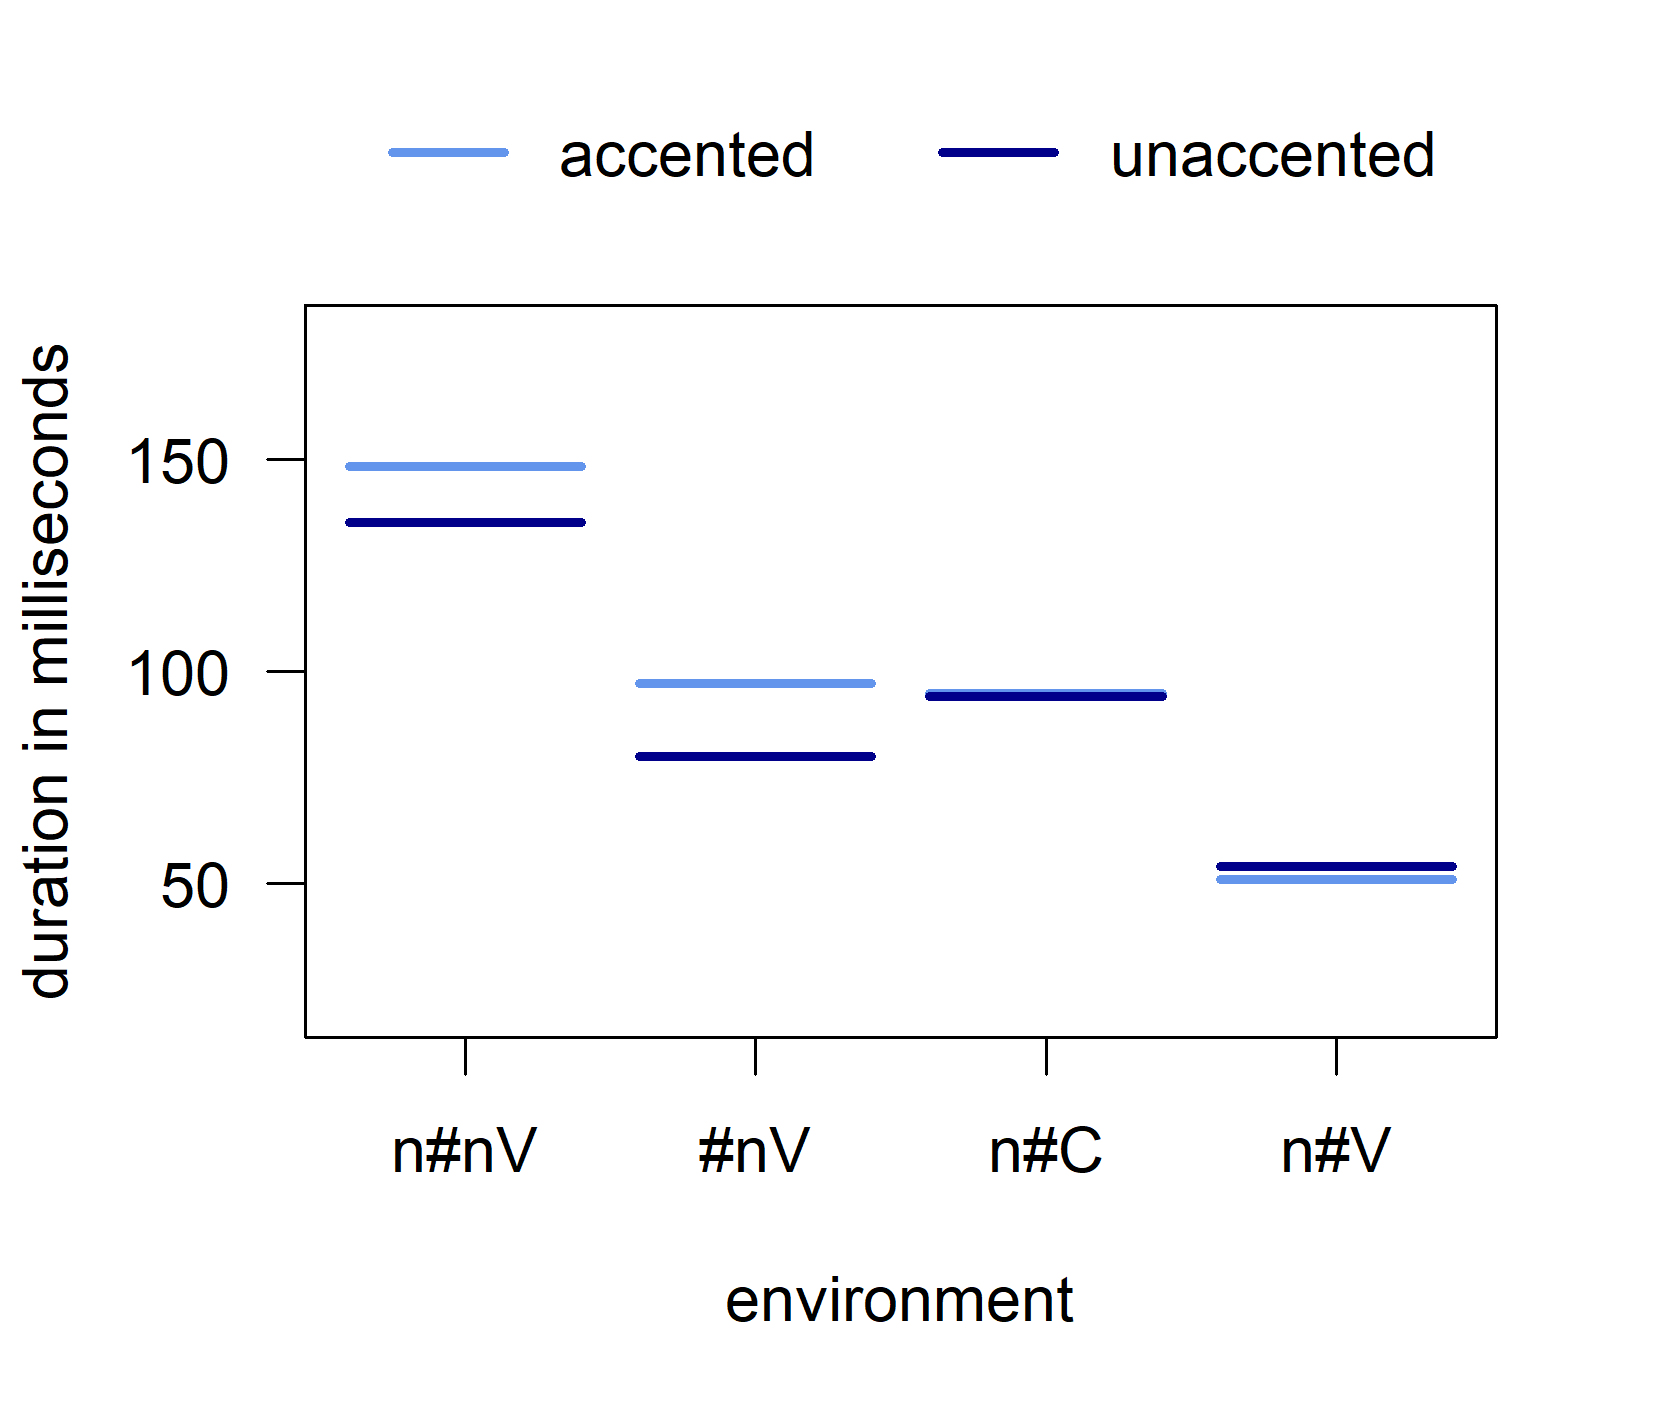 accented unaccented
duration in milliseconds
150
100
50
n#nV #nV n#C n#V
environment